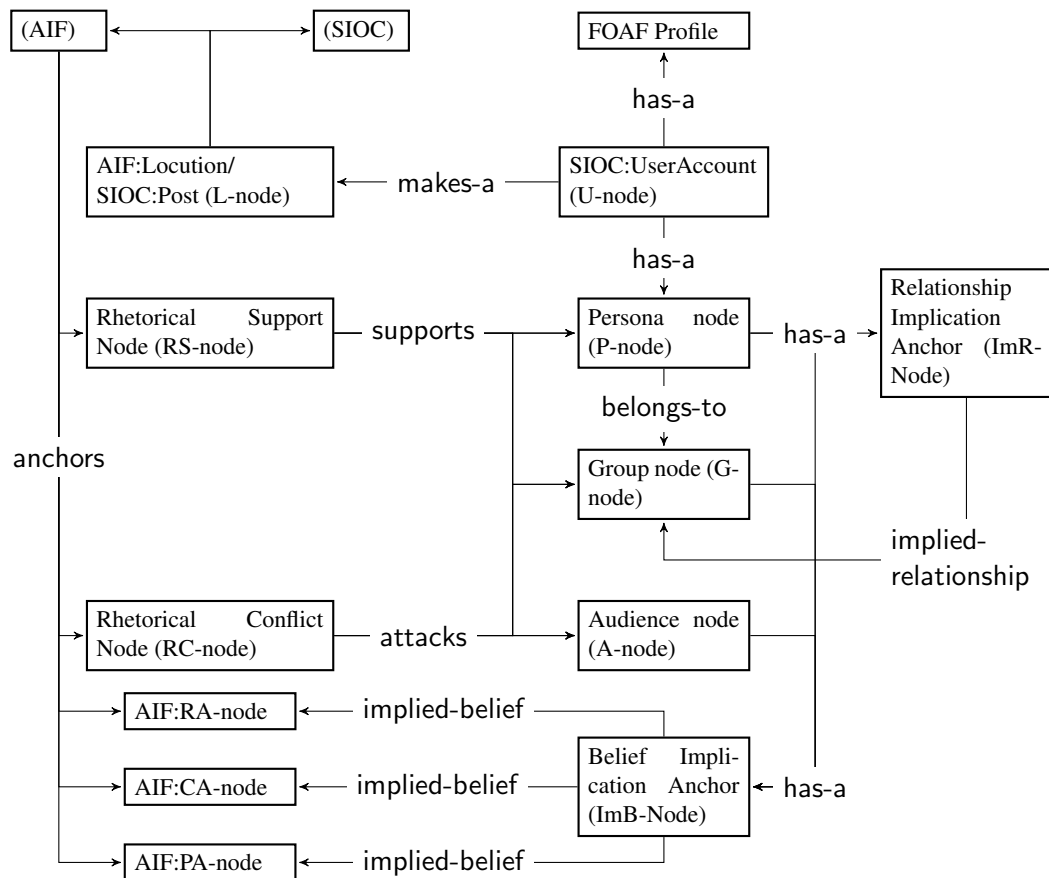 (AIF)
(SIOC)
FOAF Profile
has-a
AIF:Locution/
SIOC:Post (L-node)
makes-a
SIOC:UserAccount
(U-node)
has-a
Rhetorical Support
Node (RS-node)
supports
Persona node
(P-node)
has-a
Relationship
Implication
Anchor (ImR-
Node)
belongs-to
anchors
Group node (G-
node)
implied-
relationship
Rhetorical Conflict
Node (RC-node)
attacks
Audience node
(A-node)
AIF:RA-node
implied-belief
AIF:CA-node
implied-belief
Belief Impli-
cation Anchor
(ImB-Node)
has-a
AIF:PA-node
implied-belief